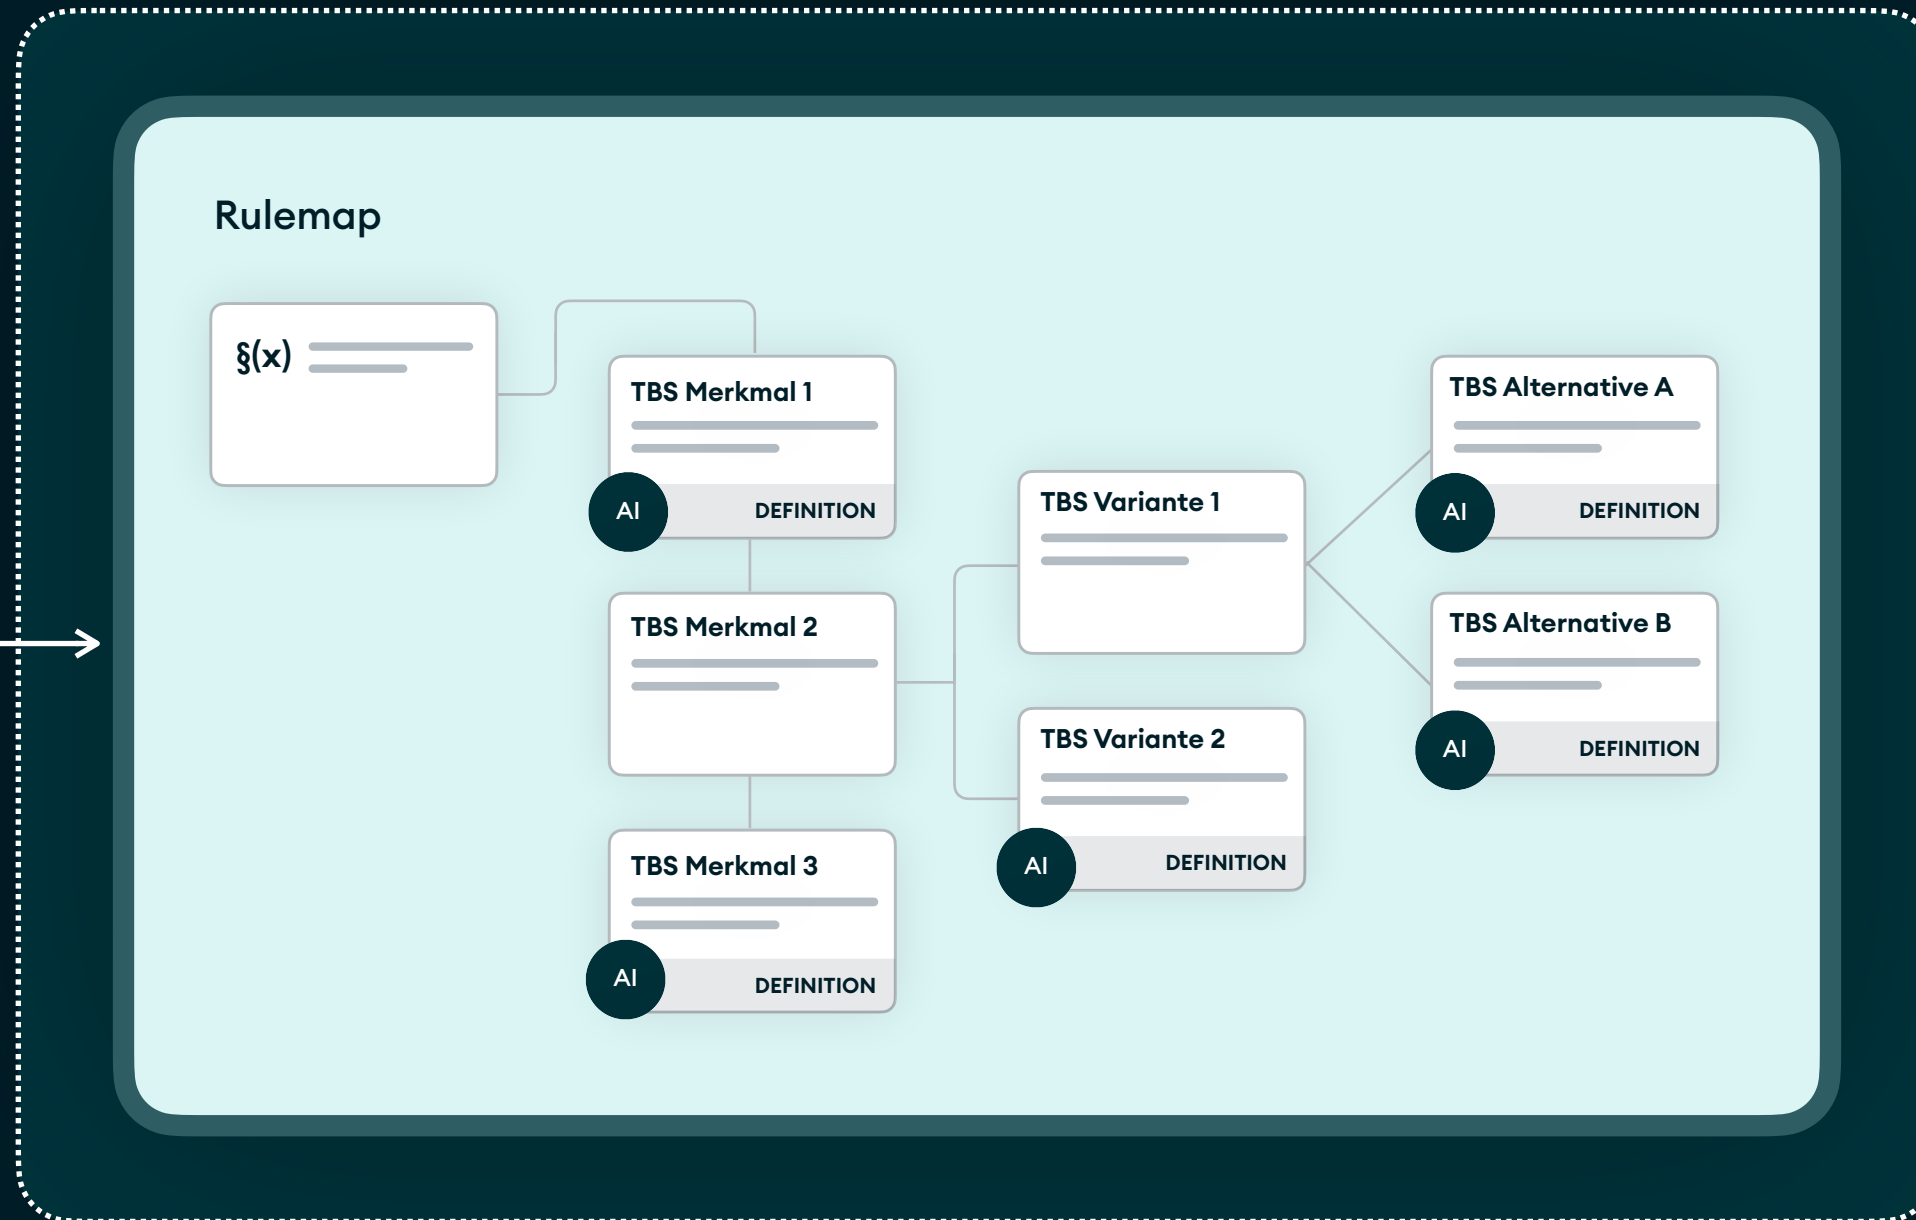 Rulemap
§(x)
TBS Merkmal 1
AI
DEFINITION
TBS Merkmal 2
TBS Merkmal 3
AI
DEFINITION
TBS Variante 1
TBS Variante 2
AI
DEFINITION
TBS Alternative A
AI
DEFINITION
TBS Alternative B
AI
DEFINITION